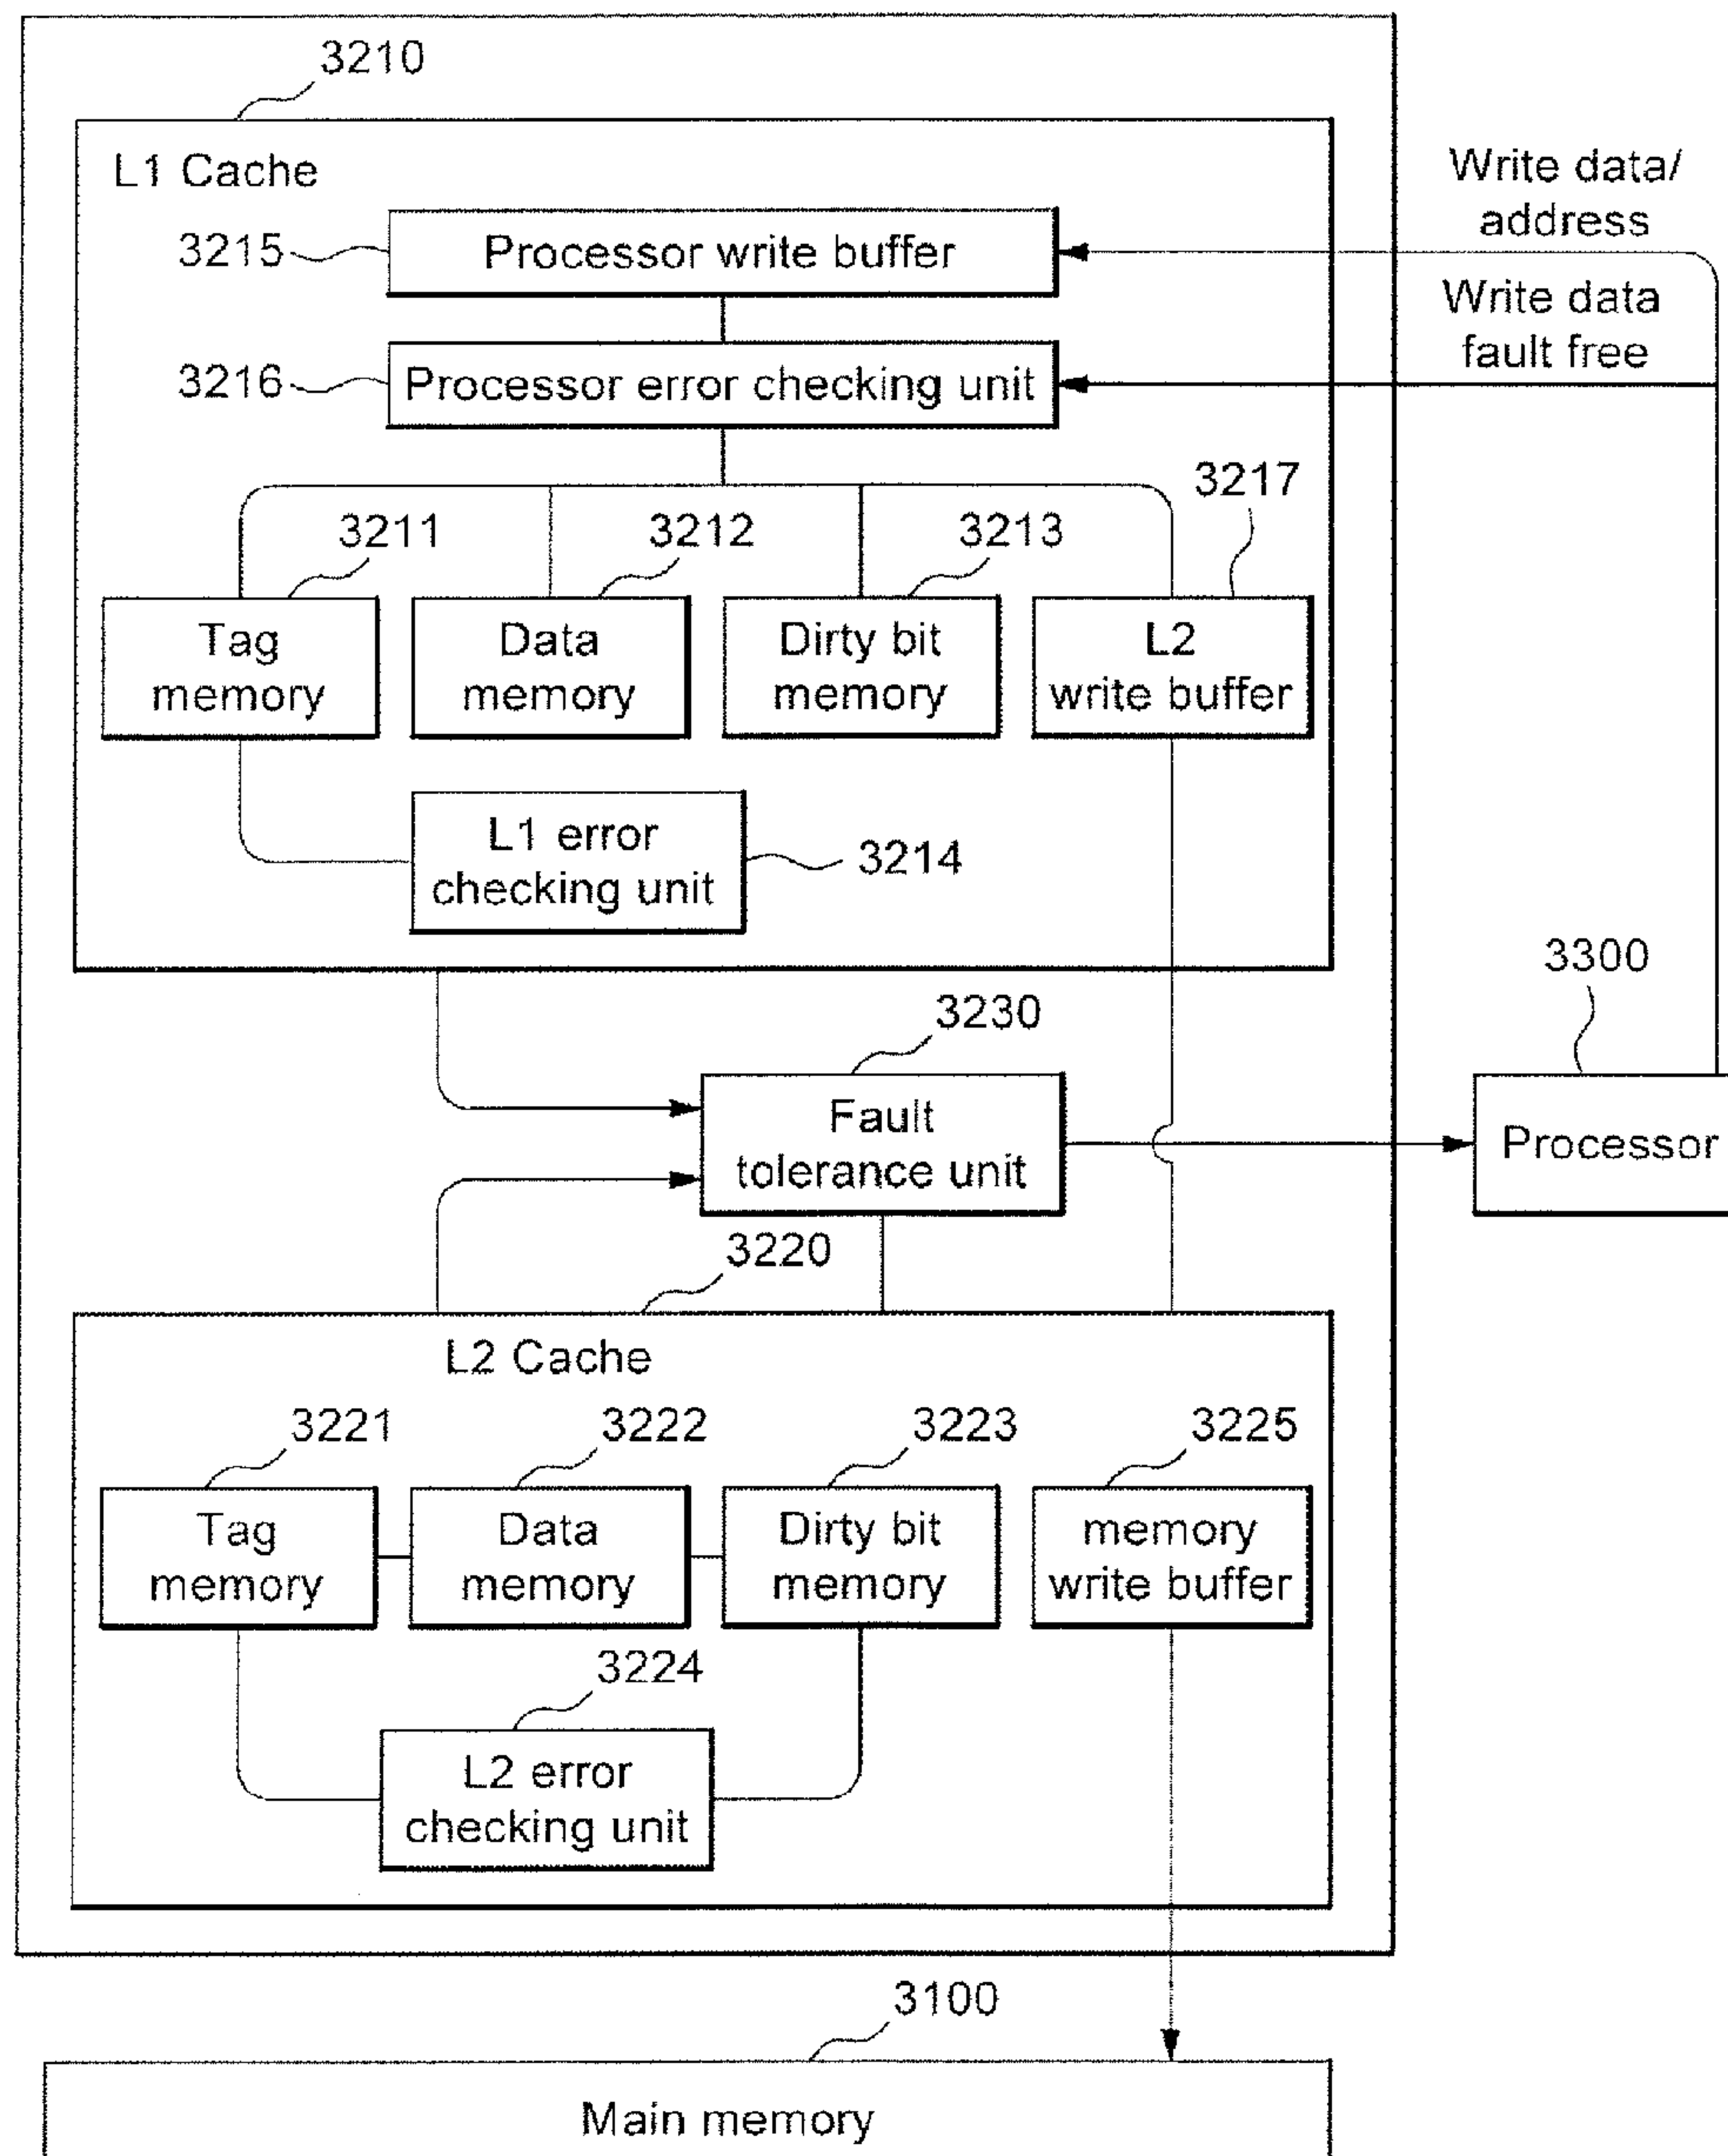 3210
L1 Cache
Write data/
address
3215
Processor write buffer
Write data
fault free
3216
Processor error checking unit
3217
3211
3212
3213
Tag
memory
Data
memory
Dirty bit
memory
L2
write buffer
L1 error
checking unit
3214
3300
3230
Fault
tolerance unit
Processor
3220
L2 Cache
3221
3222
3223
3225
Tag
memory
Data
memory
Dirty bit
memory
memory
write buffer
3224
L2 error
checking unit
3100
Main memory